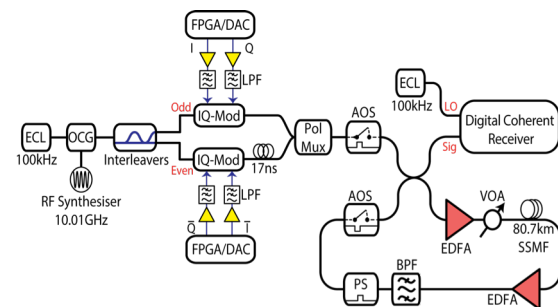 FPGA/DAC
I Q
LPF
Odd
IQ-Mod
ECL
100kHz
OCG
Interleavers
RF Synthesiser
10.01GHz
Even
IQ-Mod
17ns
LPF
Q̅ I̅
FPGA/DAC
Pol
Mux
AOS
ECL
100kHz
LO
Sig
Digital Coherent
Receiver
AOS
EDFA
VOA
80.7km
SSMF
PS
BPF
EDFA